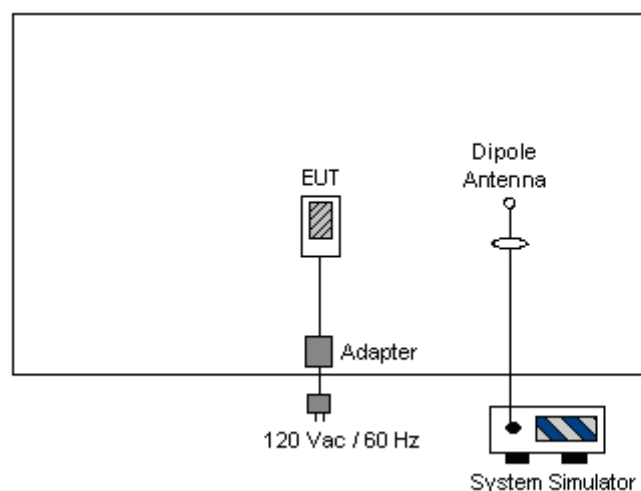 Dipole
Antenna
EUT
Adapter
120 Vac / 60 Hz
System Simulator